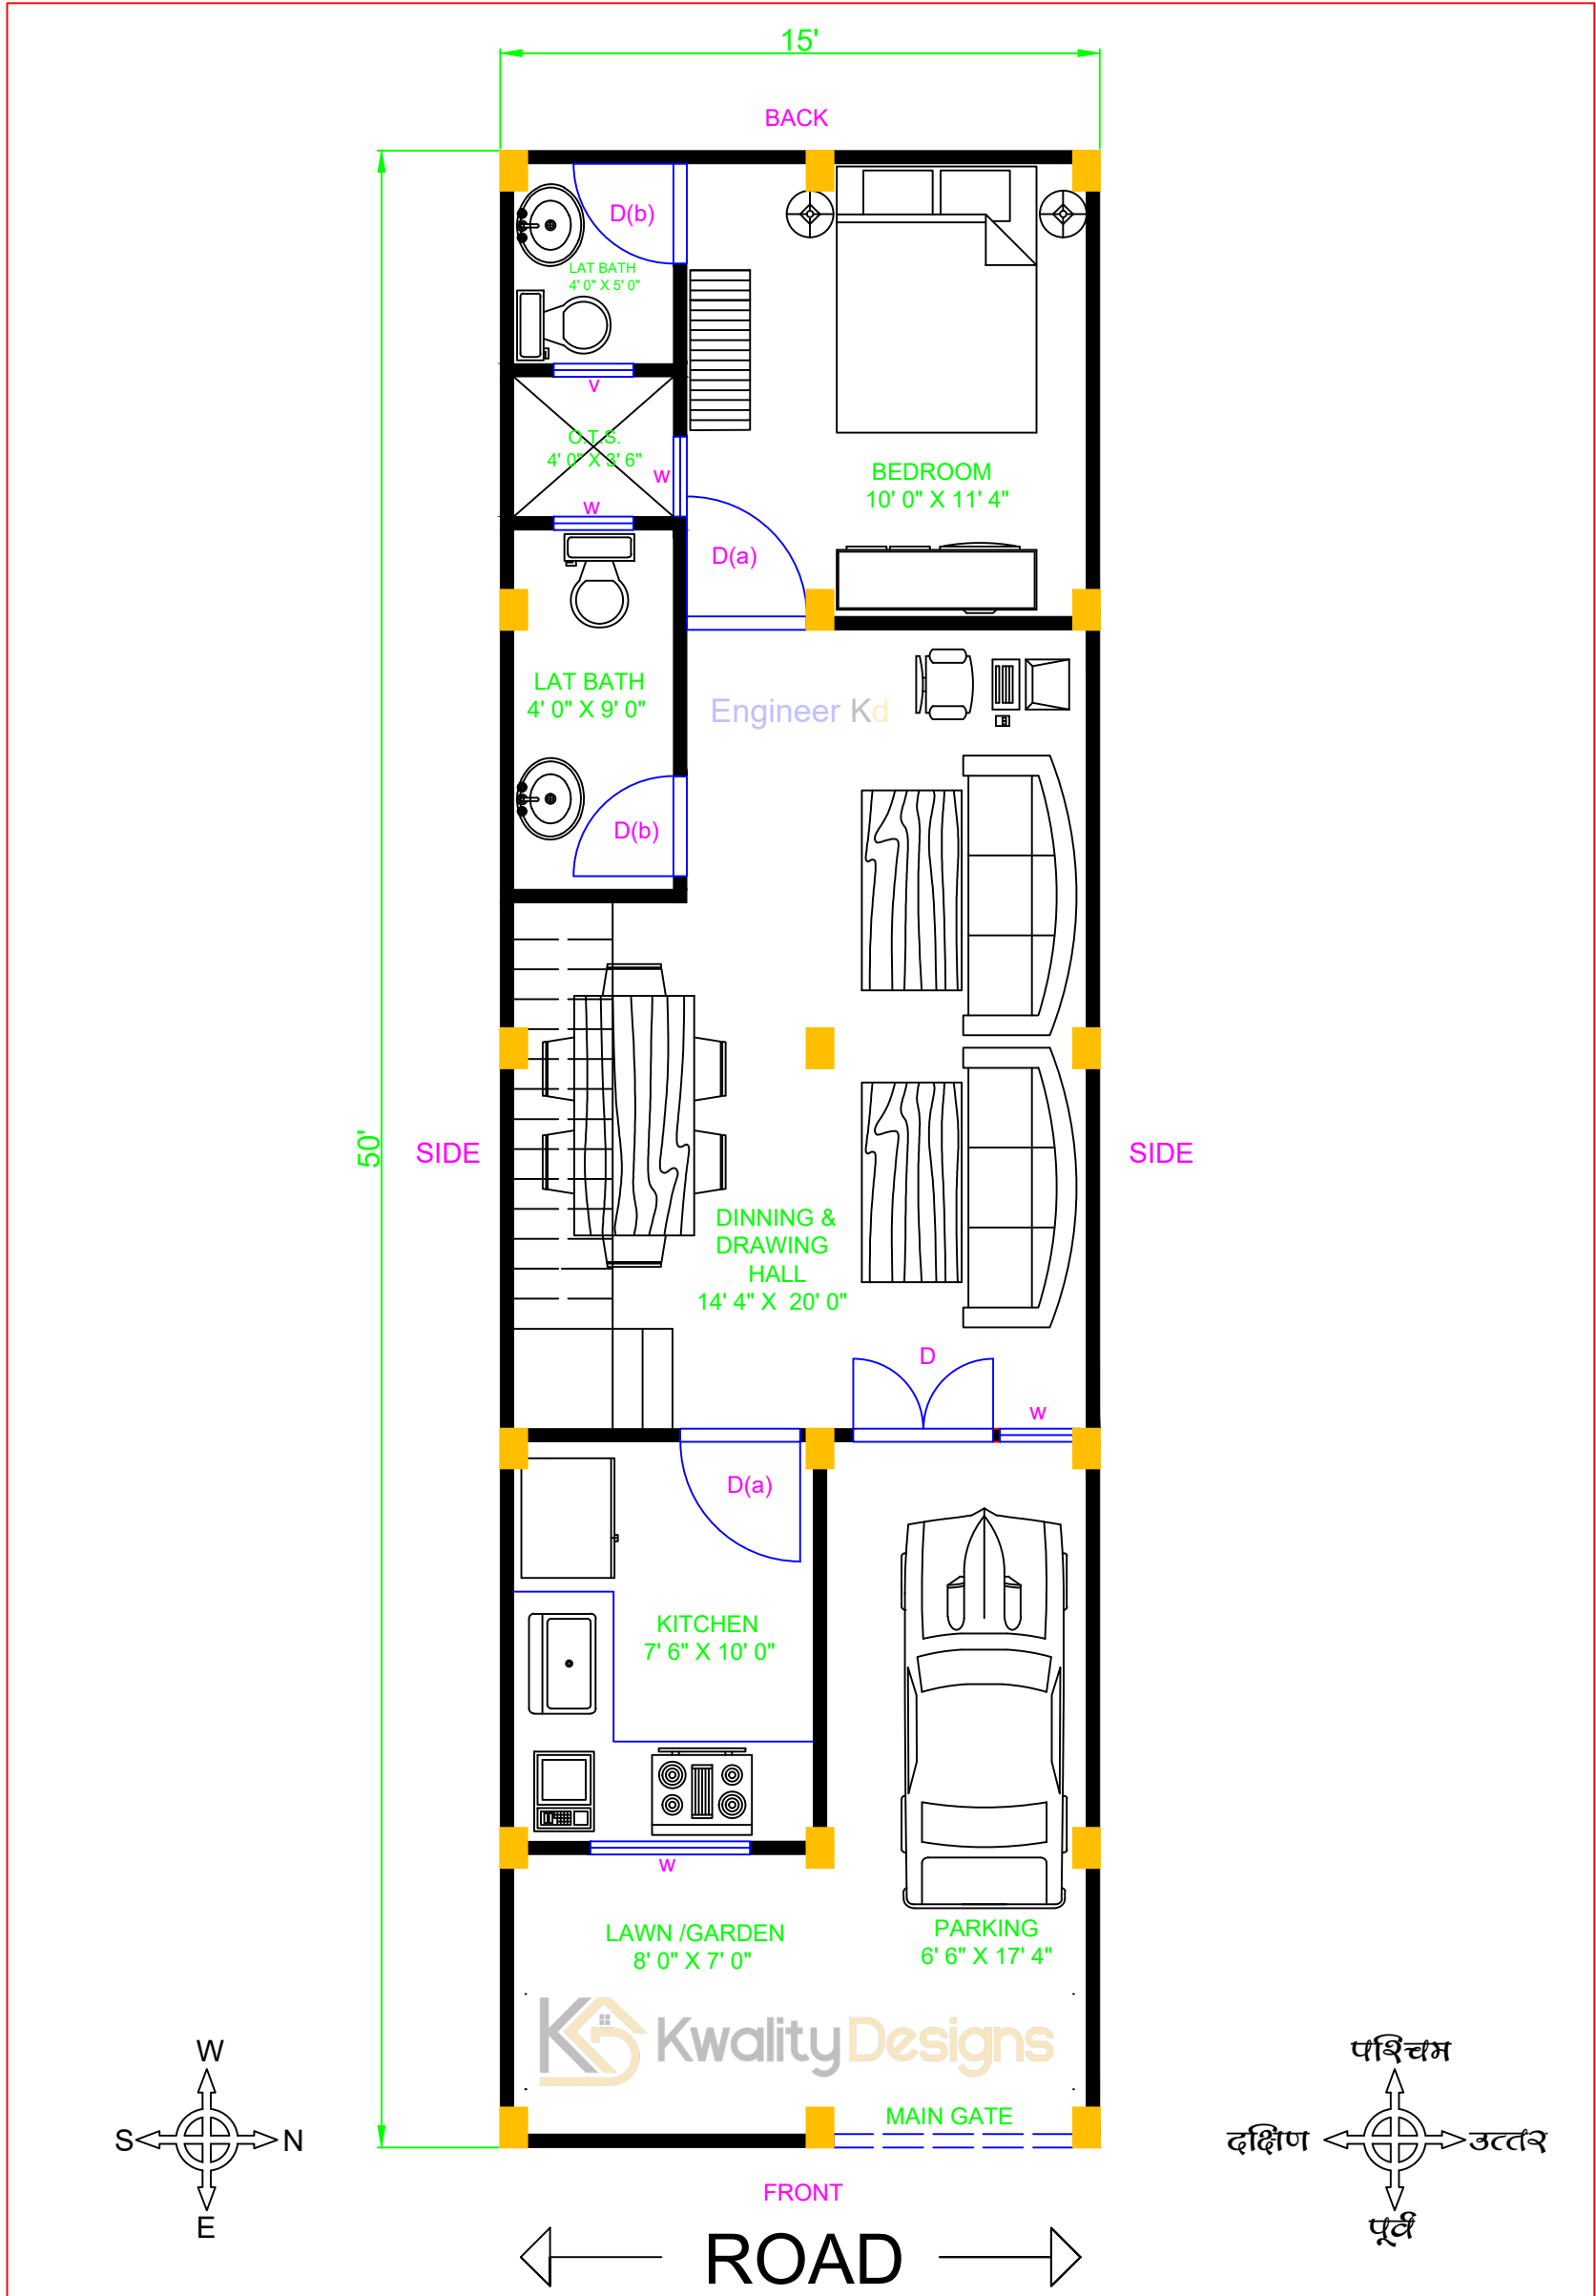 15'
BACK
D(b)
LAT BATH
4' 0" X 5' 0"
v
O.T.S.
4' 0" X 3' 6"
w
w
BEDROOM
10' 0" X 11' 4"
D(a)
LAT BATH
4' 0" X 9' 0"
Engineer Kd
D(b)
50'
SIDE
SIDE
DINNING &
DRAWING
HALL
14' 4" X 20' 0"
D
w
D(a)
KITCHEN
7' 6" X 10' 0"
w
LAWN /GARDEN
8' 0" X 7' 0"
PARKING
6' 6" X 17' 4"
Kwality Designs
MAIN GATE
FRONT
ROAD
W
S
N
E
पश्चिम
दक्षिण
उत्तर
पूर्व